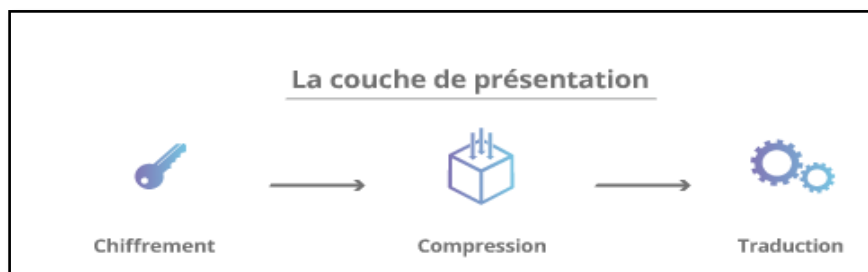 La couche de présentation
Chiffrement
Compression
Traduction